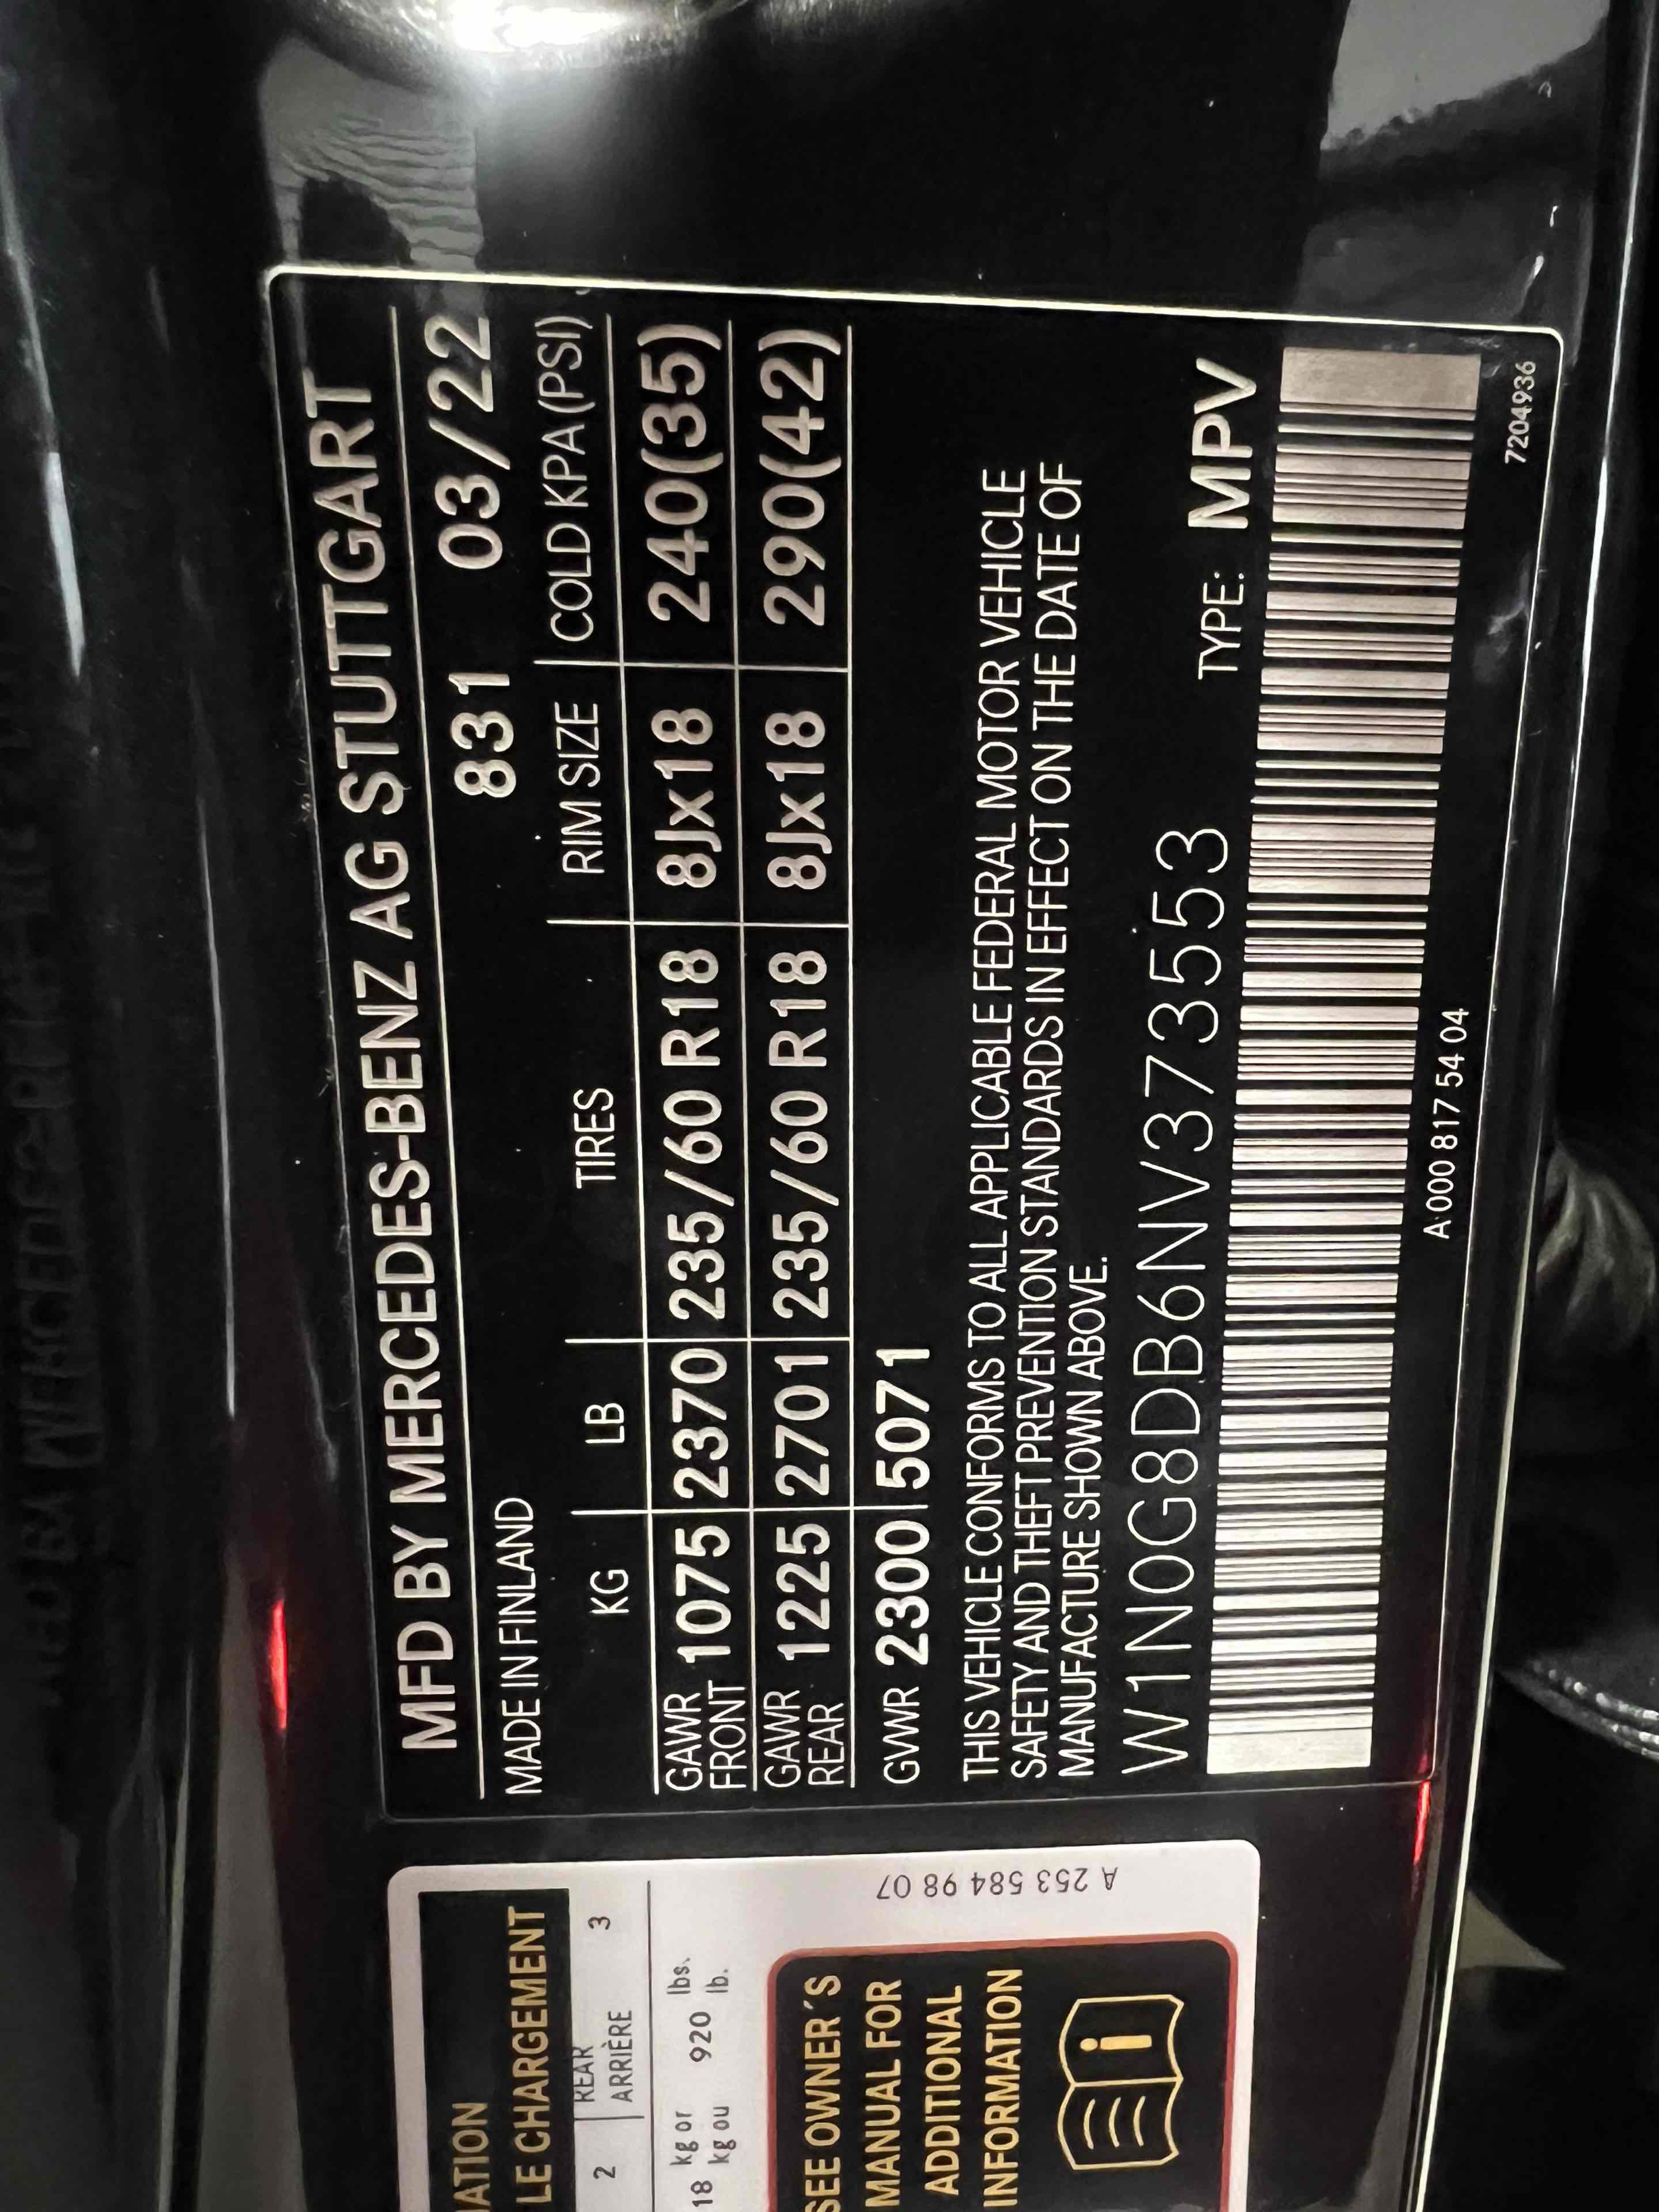 MFD BY MERCEDES-BENZ AG STUTTGART
831 03/22
MADE IN FINLAND
KG LB TIRES RIM SIZE COLD KPA (PSI)
GAWR FRONT 1075 2370 235/60 R18 8Jx18 240(35)
GAWR REAR 1225 2701 235/60 R18 8Jx18 290(42)
GVWR 2300 5071
THIS VEHICLE CONFORMS TO ALL APPLICABLE FEDERAL MOTOR VEHICLE
SAFETY AND THEFT PREVENTION STANDARDS IN EFFECT ON THE DATE OF
MANUFACTURE SHOWN ABOVE.
W1N0G8DB6NV373553 TYPE: MPV
A 000 817 54 04
7204936
LE CHARGEMENT
2 REAR 3
ARRIÈRE
18 kg or 920 lbs.
kg ou lb.
A 253 584 98 07
SEE OWNER'S
MANUAL FOR
ADDITIONAL
INFORMATION
i